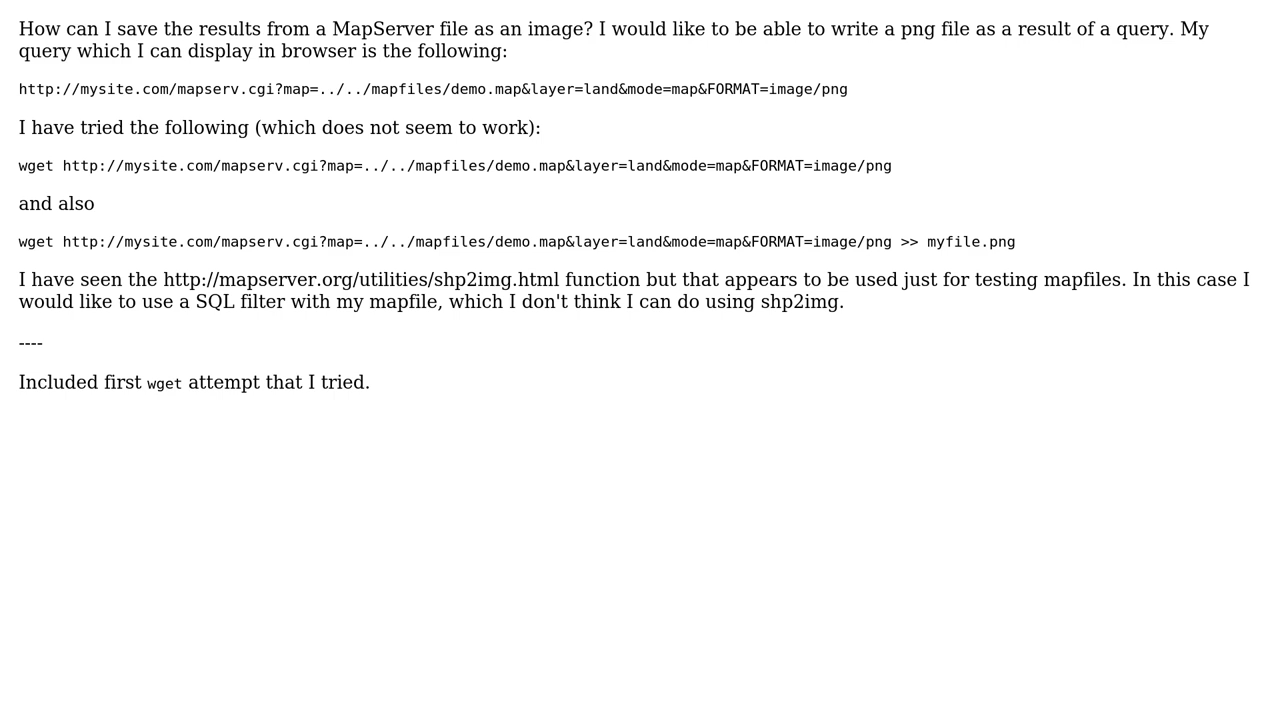 How can I save the results from a MapServer file as an image? I would like to be able to write a png file as a result of a query. My
query which I can display in browser is the following:
http://mysite.com/mapserv.cgi?map=../../mapfiles/demo.map&layer=land&mode=map&FORMAT=image/png
I have tried the following (which does not seem to work):
wget http://mysite.com/mapserv.cgi?map=../../mapfiles/demo.map&layer=land&mode=map&FORMAT=image/png
and also
wget http://mysite.com/mapserv.cgi?map=../../mapfiles/demo.map&layer=land&mode=map&FORMAT=image/png >> myfile.png
I have seen the http://mapserver.org/utilities/shp2img.html function but that appears to be used just for testing mapfiles. In this case I
would like to use a SQL filter with my mapfile, which I don't think I can do using shp2img.
----
Included first wget attempt that I tried.